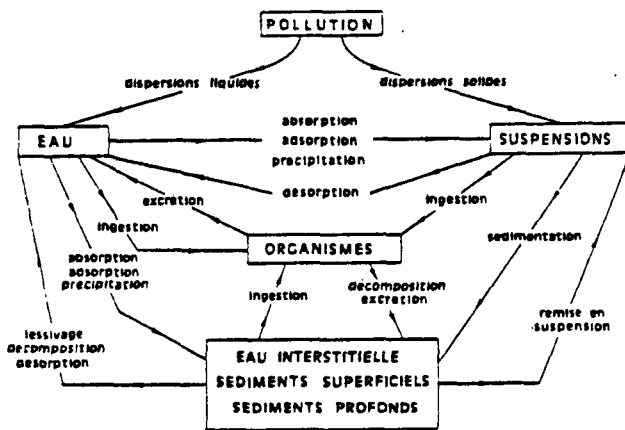 POLLUTION
dispersions liquides
dispersions solides
EAU
absorption
adsorption
precipitation
SUSPENSIONS
desorption
excretion
ingestion
ingestion
ORGANISMES
sedimentation
absorption
adsorption
precipitation
ingestion
decomposition
excretion
remise en
suspension
lessivage
decomposition
desorption
EAU INTERSTITIELLE
SEDIMENTS SUPERFICIELS
SEDIMENTS PROFONDS